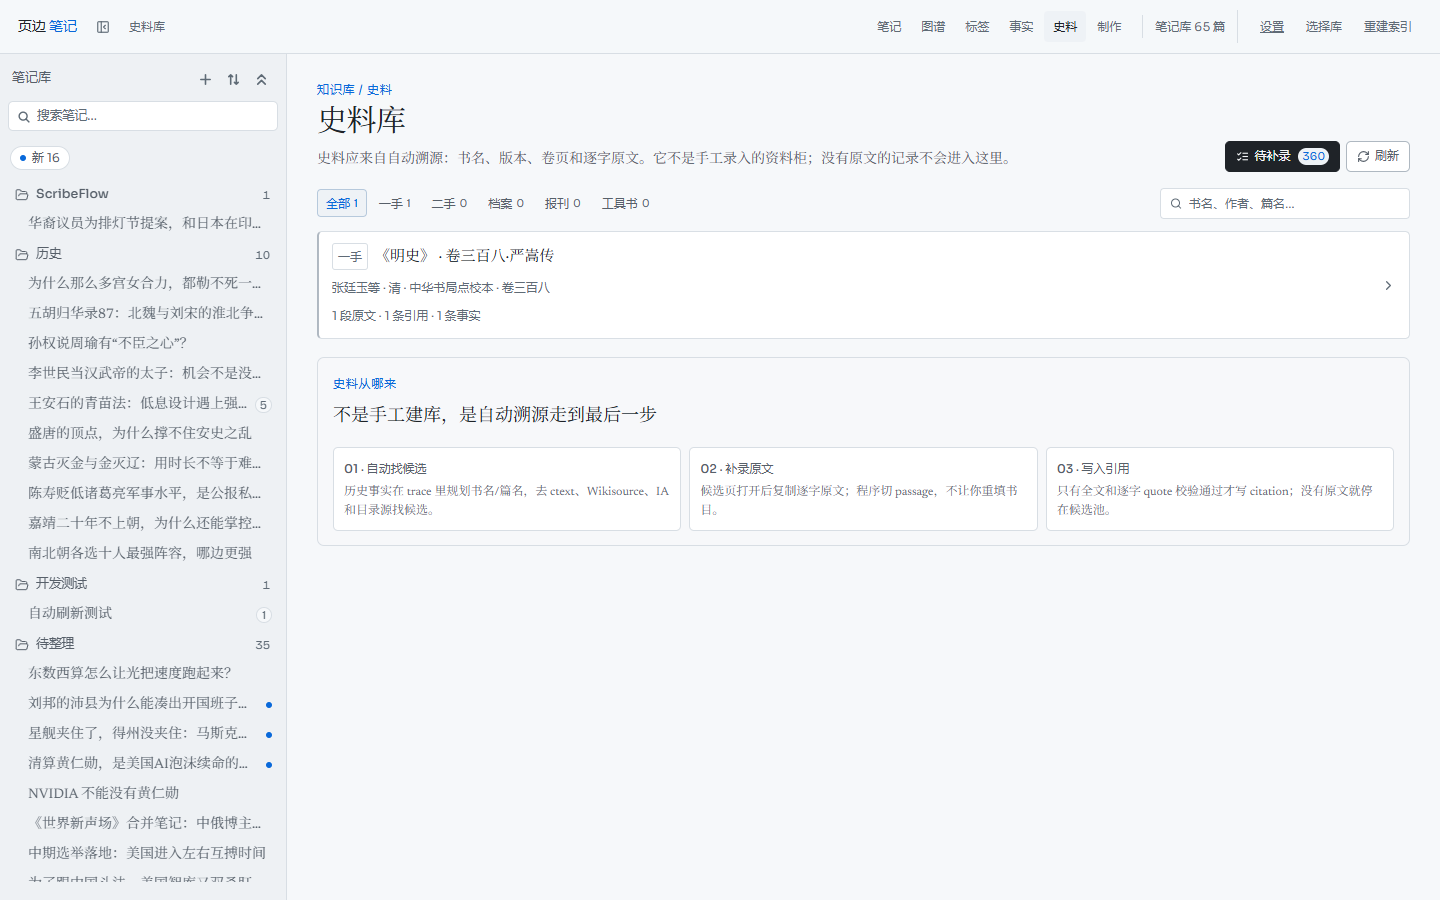 页边 笔记
史料库
笔记 图谱 标签 事实 史料 制作 笔记库 65 篇 设置 选择库 重建索引
笔记库
搜索笔记...
新 16
ScribeFlow 1
华裔议员为排灯节提案，和日本在印...
历史 10
为什么那么多宫女合力，都勒不死一...
五胡归华录87：北魏与刘宋的淮北争...
孙权说周瑜有“不臣之心”？
李世民当汉武帝的太子：机会不是没...
王安石的青苗法：低息设计遇上强... 5
盛唐的顶点，为什么撑不住安史之乱
蒙古灭金与金灭辽：用时长不等于难...
陈寿贬低诸葛亮军事水平，是公报私...
嘉靖二十年不上朝，为什么还能掌控...
南北朝各选十人最强阵容，哪边更强
开发测试 1
自动刷新测试 1
待整理 35
东数西算怎么让光把速度跑起来？
刘邦的沛县为什么能凑出开国班子...
星舰夹住了，得州没夹住：马斯克...
清算黄仁勋，是美国AI泡沫续命的...
NVIDIA 不能没有黄仁勋
《世界新声场》合并笔记：中俄博主...
中期选举落地：美国进入左右互搏时间
知识库 / 史料
史料库
史料应来自自动溯源：书名、版本、卷页和逐字原文。它不是手工录入的资料柜；没有原文的记录不会进入这里。
待补录 360
刷新
全部 1 一手 1 二手 0 档案 0 报刊 0 工具书 0
书名、作者、篇名...
一手 《明史》 · 卷三百八·严嵩传
张廷玉等 · 清 · 中华书局点校本 · 卷三百八
1 段原文 · 1 条引用 · 1 条事实
史料从哪来
不是手工建库，是自动溯源走到最后一步
01 · 自动找候选
历史事实在 trace 里规划书名/篇名，去 ctext、Wikisource、IA
和目录源找候选。
02 · 补录原文
候选页打开后复制逐字原文；程序切 passage，不让你重填书
目。
03 · 写入引用
只有全文和逐字 quote 校验通过才写 citation；没有原文就停
在候选池。